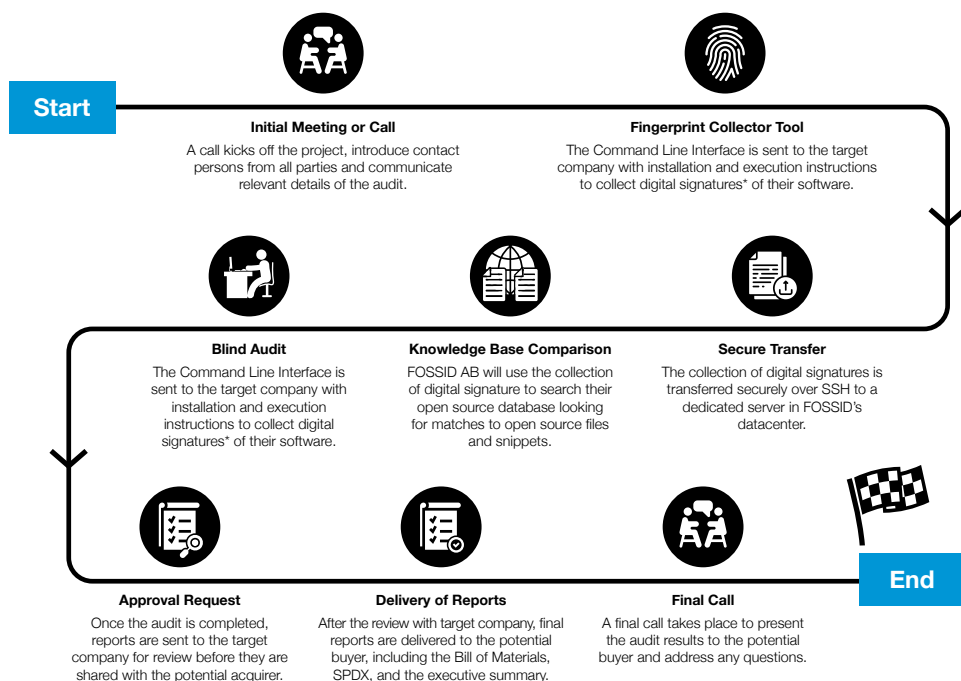 Start
Initial Meeting or Call
A call kicks off the project, introduce contact
persons from all parties and communicate
relevant details of the audit.
Fingerprint Collector Tool
The Command Line Interface is sent to the target
company with installation and execution instructions
to collect digital signatures* of their software.
Secure Transfer
The collection of digital signatures is
transferred securely over SSH to a
dedicated server in FOSSID's
datacenter.
Knowledge Base Comparison
FOSSID AB will use the collection
of digital signature to search their
open source database looking
for matches to open source files
and snippets.
Blind Audit
The Command Line Interface is
sent to the target company with
installation and execution
instructions to collect digital
signatures* of their software.
Approval Request
Once the audit is completed,
reports are sent to the target
company for review before they are
shared with the potential acquirer.
Delivery of Reports
After the review with target company, final
reports are delivered to the potential
buyer, including the Bill of Materials,
SPDX, and the executive summary.
Final Call
A final call takes place to present
the audit results to the potential
buyer and address any questions.
End